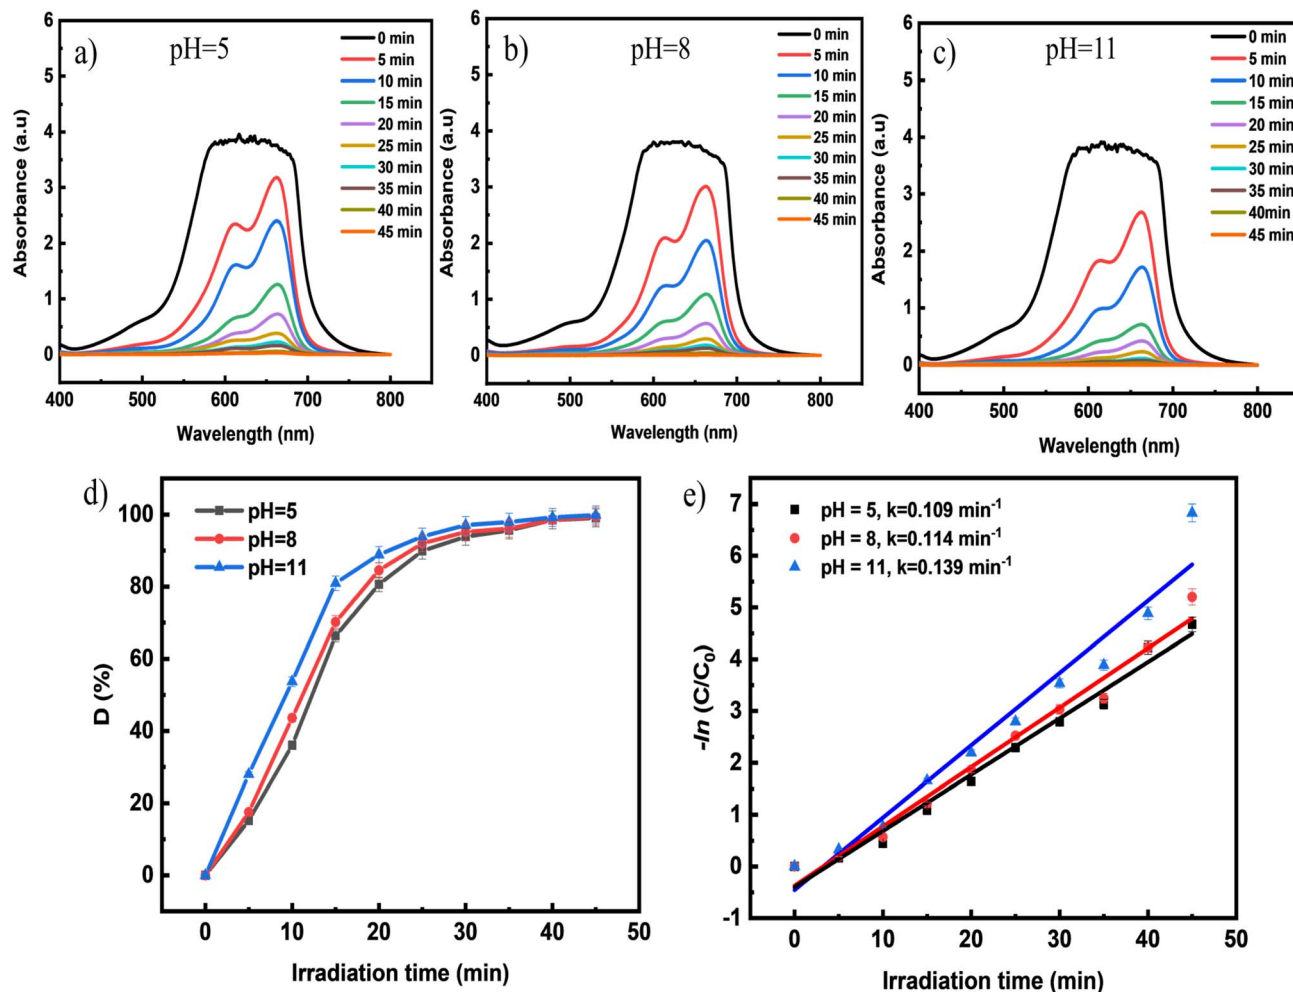 a)
pH=5
0 min
5 min
10 min
15 min
20 min
25 min
30 min
35 min
40 min
45 min
6
5
4
3
2
1
0
Absorbance (a.u)
400
500
600
700
800
Wavelength (nm)
b)
pH=8
0 min
5 min
10 min
15 min
20 min
25 min
30 min
35 min
40 min
45 min
6
5
4
3
2
1
0
Absorbance (a.u)
400
500
600
700
800
Wavelength (nm)
c)
pH=11
0 min
5 min
10 min
15 min
20 min
25 min
30 min
35 min
40min
45 min
6
5
4
3
2
1
0
Absorbance (a.u)
400
500
600
700
800
Wavelength (nm)
d)
pH=5
pH=8
pH=11
100
80
60
40
20
0
D (%)
0
10
20
30
40
50
Irradiation time (min)
e)
pH = 5, k=0.109 min⁻¹
pH = 8, k=0.114 min⁻¹
pH = 11, k=0.139 min⁻¹
7
6
5
4
3
2
1
0
-1
-ln (C/C₀)
0
10
20
30
40
50
Irradiation time (min)